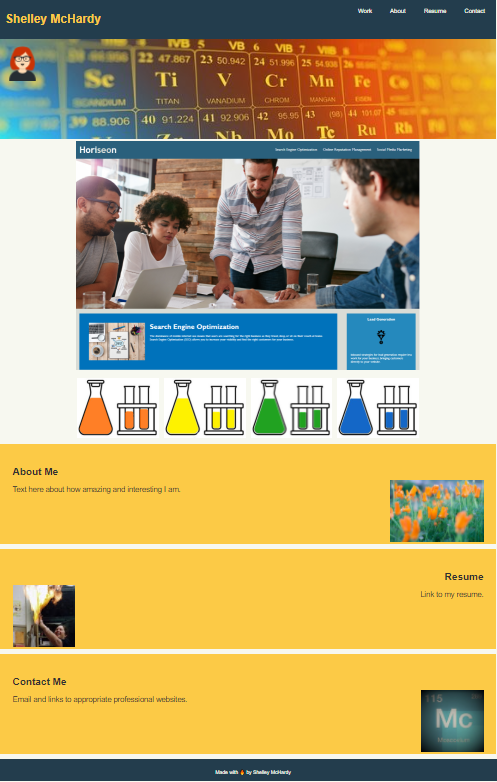 Shelley McHardy
Work About Resume Contact
IVB VB VIB VIIB
22 47.867 23 50.942 24 51.996 25 54.938
Sc Ti V Cr Mn Fe Co
SCANDIUM TITAN VANADIUM CHROM MANGAN
39 88.906 40 91.224 41 92.906 42 95.95 43 (98) 44 101.07
Nb Mo Tc Ru Rh
Horiseon
Search Engine Optimization Online Reputation Management Social Media Marketing
Search Engine Optimization
Lead Generation
About Me
Text here about how amazing and interesting I am.
Resume
Link to my resume.
Contact Me
Email and links to appropriate professional websites.
115
Mc
Made with 🔥 by Shelley McHardy